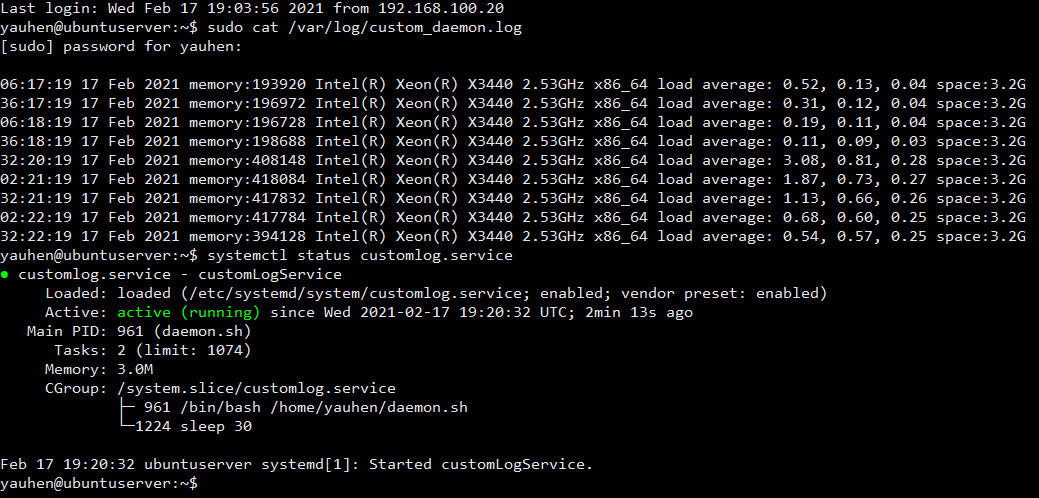 Last login: Wed Feb 17 19:03:56 2021 from 192.168.100.20
yauhen@ubuntuserver:~$ sudo cat /var/log/custom_daemon.log
[sudo] password for yauhen:
06:17:19 17 Feb 2021 memory:193920 Intel(R) Xeon(R) X3440 2.53GHz x86_64 load average: 0.52, 0.13, 0.04 space:3.2G
36:17:19 17 Feb 2021 memory:196972 Intel(R) Xeon(R) X3440 2.53GHz x86_64 load average: 0.31, 0.12, 0.04 space:3.2G
06:18:19 17 Feb 2021 memory:196728 Intel(R) Xeon(R) X3440 2.53GHz x86_64 load average: 0.19, 0.11, 0.04 space:3.2G
36:18:19 17 Feb 2021 memory:198688 Intel(R) Xeon(R) X3440 2.53GHz x86_64 load average: 0.11, 0.09, 0.03 space:3.2G
32:20:19 17 Feb 2021 memory:408148 Intel(R) Xeon(R) X3440 2.53GHz x86_64 load average: 3.08, 0.81, 0.28 space:3.2G
02:21:19 17 Feb 2021 memory:418084 Intel(R) Xeon(R) X3440 2.53GHz x86_64 load average: 1.87, 0.73, 0.27 space:3.2G
32:21:19 17 Feb 2021 memory:417832 Intel(R) Xeon(R) X3440 2.53GHz x86_64 load average: 1.13, 0.66, 0.26 space:3.2G
02:22:19 17 Feb 2021 memory:417784 Intel(R) Xeon(R) X3440 2.53GHz x86_64 load average: 0.68, 0.60, 0.25 space:3.2G
32:22:19 17 Feb 2021 memory:394128 Intel(R) Xeon(R) X3440 2.53GHz x86_64 load average: 0.54, 0.57, 0.25 space:3.2G
yauhen@ubuntuserver:~$ systemctl status customlog.service
● customlog.service - customLogService
Loaded: loaded (/etc/systemd/system/customlog.service; enabled; vendor preset: enabled)
Active: active (running) since Wed 2021-02-17 19:20:32 UTC; 2min 13s ago
Main PID: 961 (daemon.sh)
Tasks: 2 (limit: 1074)
Memory: 3.0M
CGroup: /system.slice/customlog.service
├─ 961 /bin/bash /home/yauhen/daemon.sh
└─1224 sleep 30
Feb 17 19:20:32 ubuntuserver systemd[1]: Started customLogService.
yauhen@ubuntuserver:~$